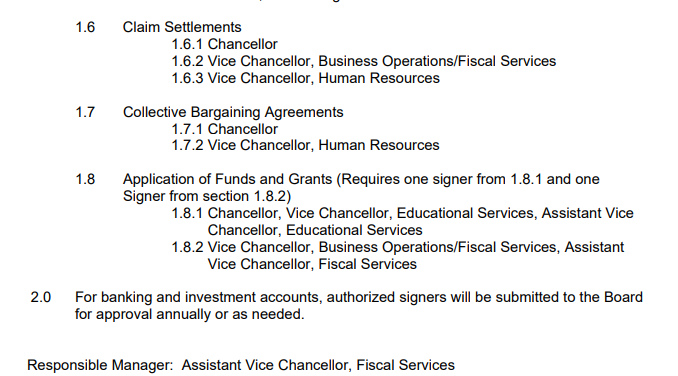 1.6 Claim Settlements
1.6.1 Chancellor
1.6.2 Vice Chancellor, Business Operations/Fiscal Services
1.6.3 Vice Chancellor, Human Resources
1.7 Collective Bargaining Agreements
1.7.1 Chancellor
1.7.2 Vice Chancellor, Human Resources
1.8 Application of Funds and Grants (Requires one signer from 1.8.1 and one
Signer from section 1.8.2)
1.8.1 Chancellor, Vice Chancellor, Educational Services, Assistant Vice
Chancellor, Educational Services
1.8.2 Vice Chancellor, Business Operations/Fiscal Services, Assistant
Vice Chancellor, Fiscal Services
2.0 For banking and investment accounts, authorized signers will be submitted to the Board
for approval annually or as needed.
Responsible Manager: Assistant Vice Chancellor, Fiscal Services